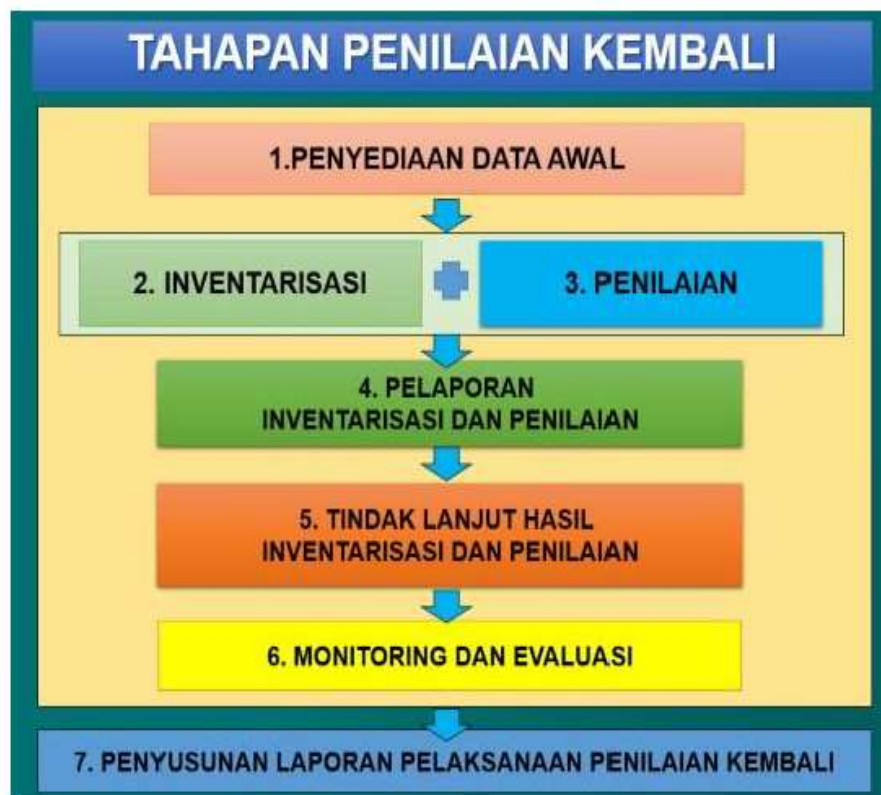 TAHAPAN PENILAIAN KEMBALI
1.PENYEDIAAN DATA AWAL
2. INVENTARISASI
3. PENILAIAN
4. PELAPORAN
INVENTARISASI DAN PENILAIAN
5. TINDAK LANJUT HASIL
INVENTARISASI DAN PENILAIAN
6. MONITORING DAN EVALUASI
7. PENYUSUNAN LAPORAN PELAKSANAAN PENILAIAN KEMBALI